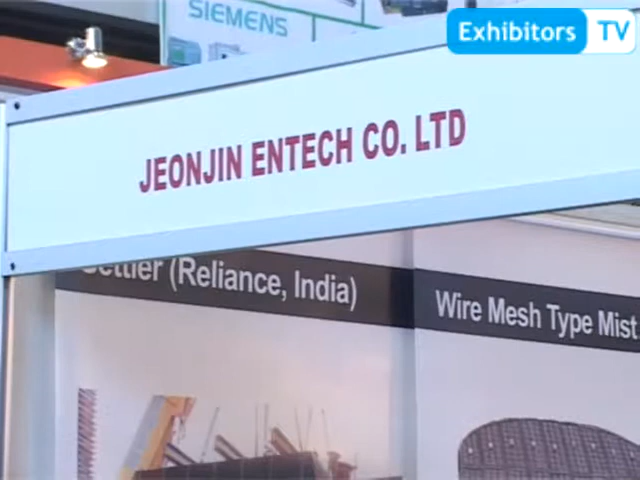 SIEMENS
Exhibitors TV
JEONJIN ENTECH CO. LTD
Settler (Reliance, India)
Wire Mesh Type Mist